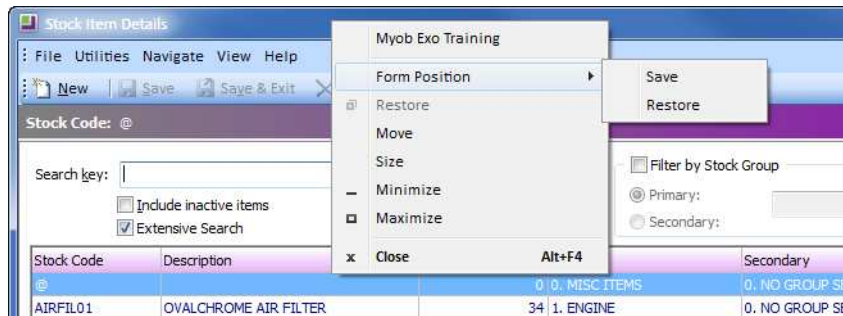 Stock Item Details
File Utilities Navigate View Help
New Save Save & Exit
Stock Code: @
Search key:
Include inactive items
Extensive Search
Myob Exo Training
Form Position
Restore
Move
Size
Minimize
Maximize
x Close Alt+F4
Save
Restore
Filter by Stock Group
Primary:
Secondary:
Stock Code Description Secondary
@ 0 0. MISC ITEMS 0. NO GROUP
AIRFIL01 OVALCHROME AIR FILTER 34 1. ENGINE 0. NO GROUP